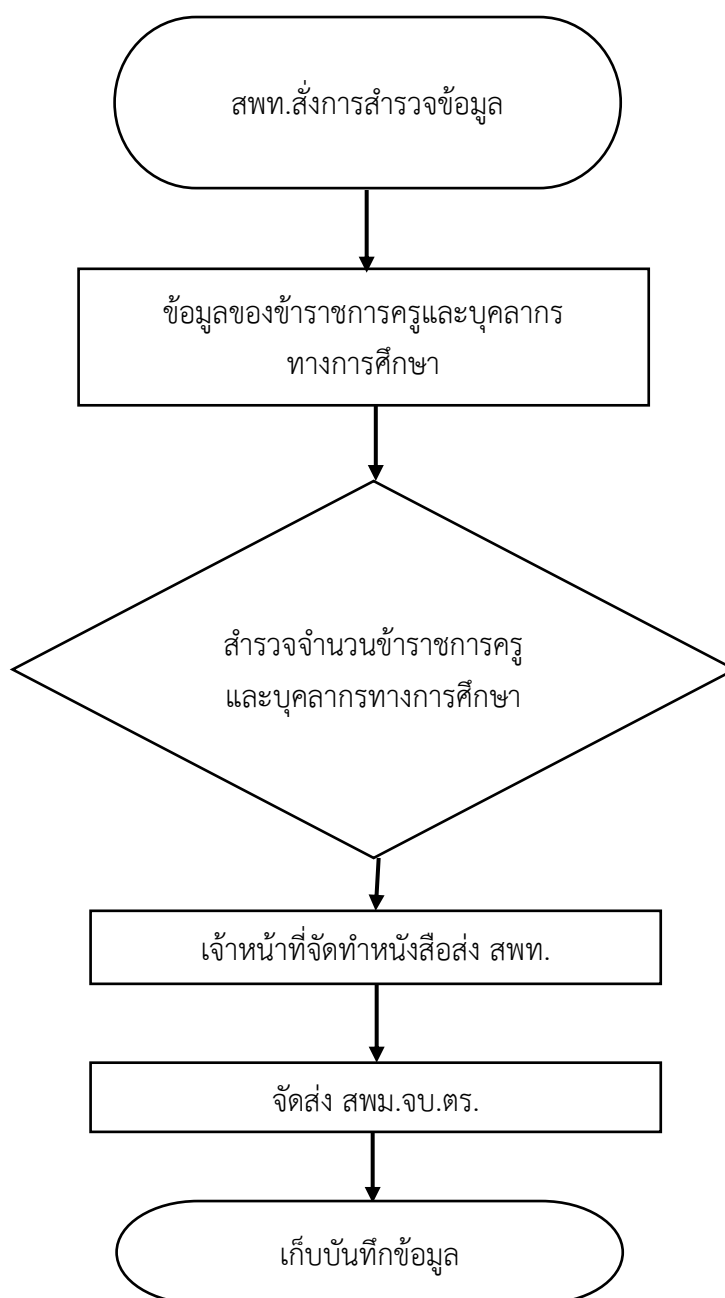 สพท.สั่งการสำรวจข้อมูล
ข้อมูลของข้าราชการครูและบุคลากร
ทางการศึกษา
สำรวจจำนวนข้าราชการครู
และบุคลากรทางการศึกษา
เจ้าหน้าที่จัดทำหนังสือส่ง สพท.
จัดส่ง สพม.จบ.ตร.
เก็บบันทึกข้อมูล